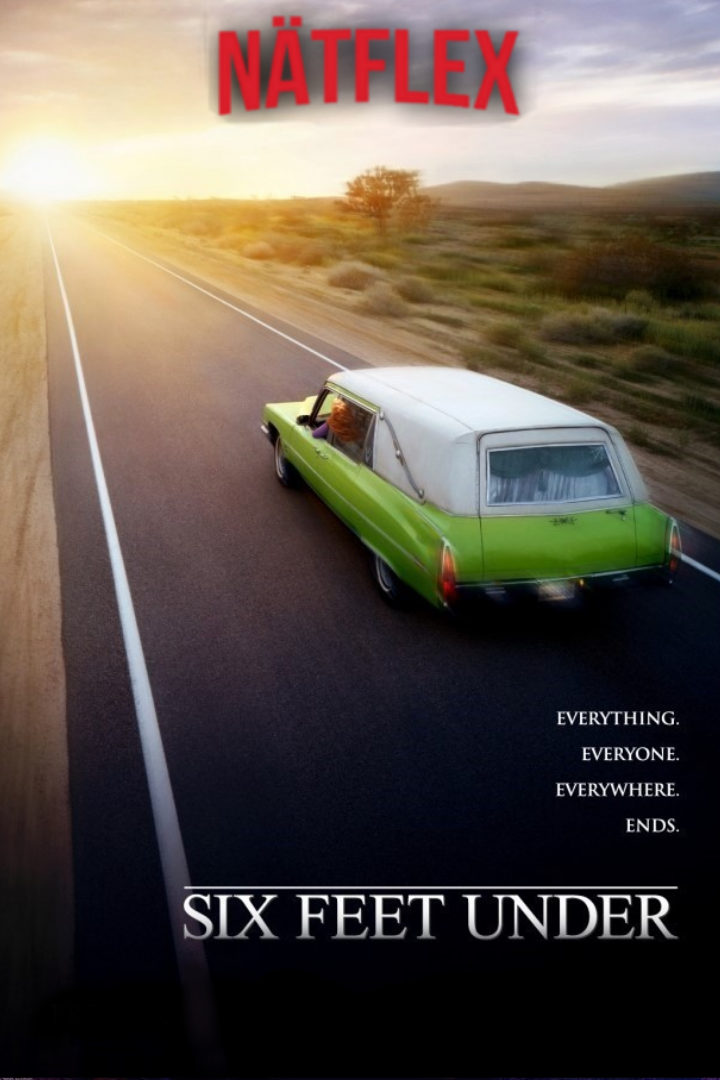 NÄTFLEX
EVERYTHING.
EVERYONE.
EVERYWHERE.
ENDS.
SIX FEET UNDER